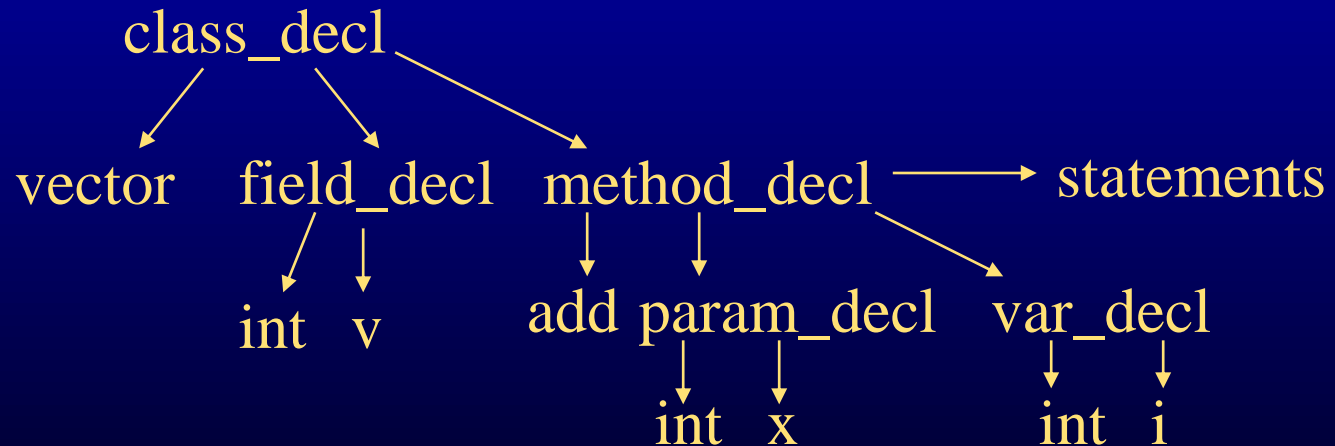 class_decl
vector field_decl method_decl statements
int v add param_decl var_decl
int x int i